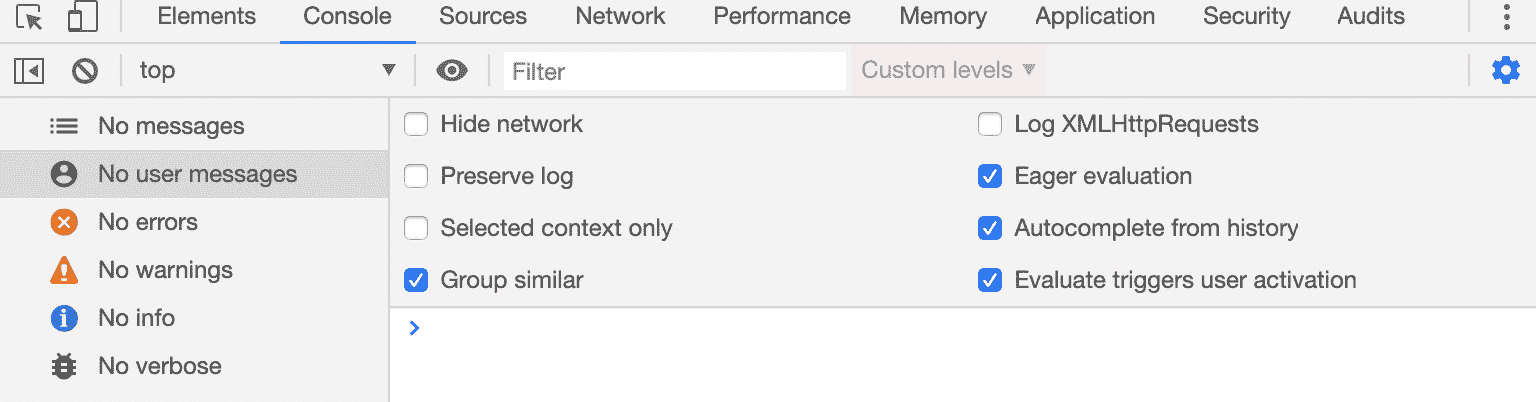 Elements Console Sources Network Performance Memory Application Security Audits
top Filter Custom levels
No messages
No user messages
No errors
No warnings
No info
No verbose
Hide network Log XMLHttpRequests
Preserve log Eager evaluation
Selected context only Autocomplete from history
Group similar Evaluate triggers user activation